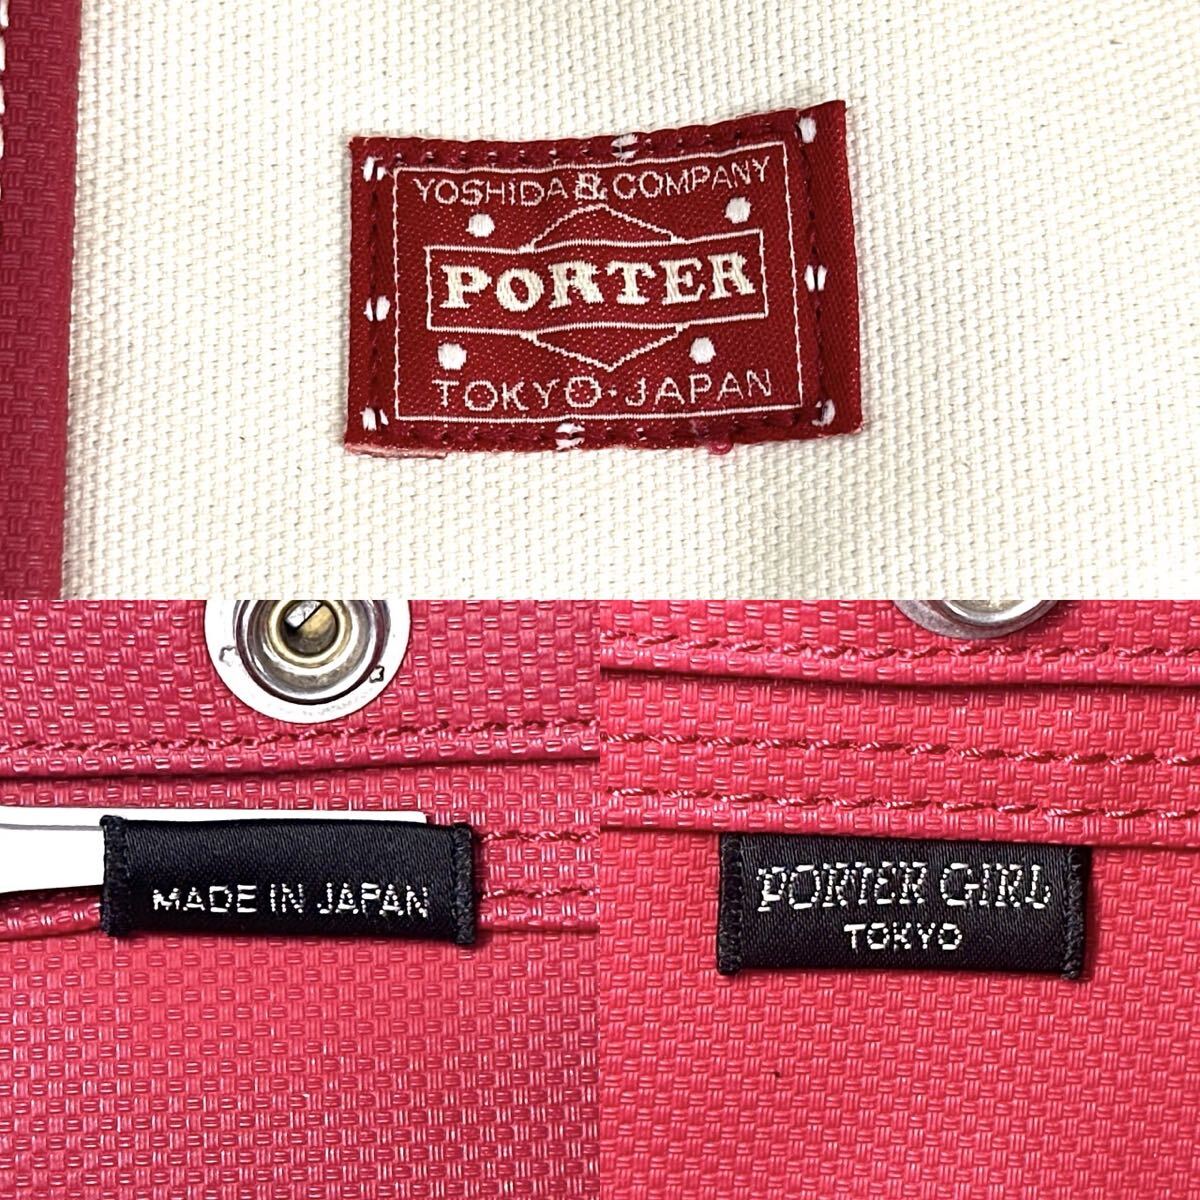 YOSHIDA & COMPANY
PORTER
TOKYO·JAPAN
MADE IN JAPAN
PORTER GIRL
TOKYO